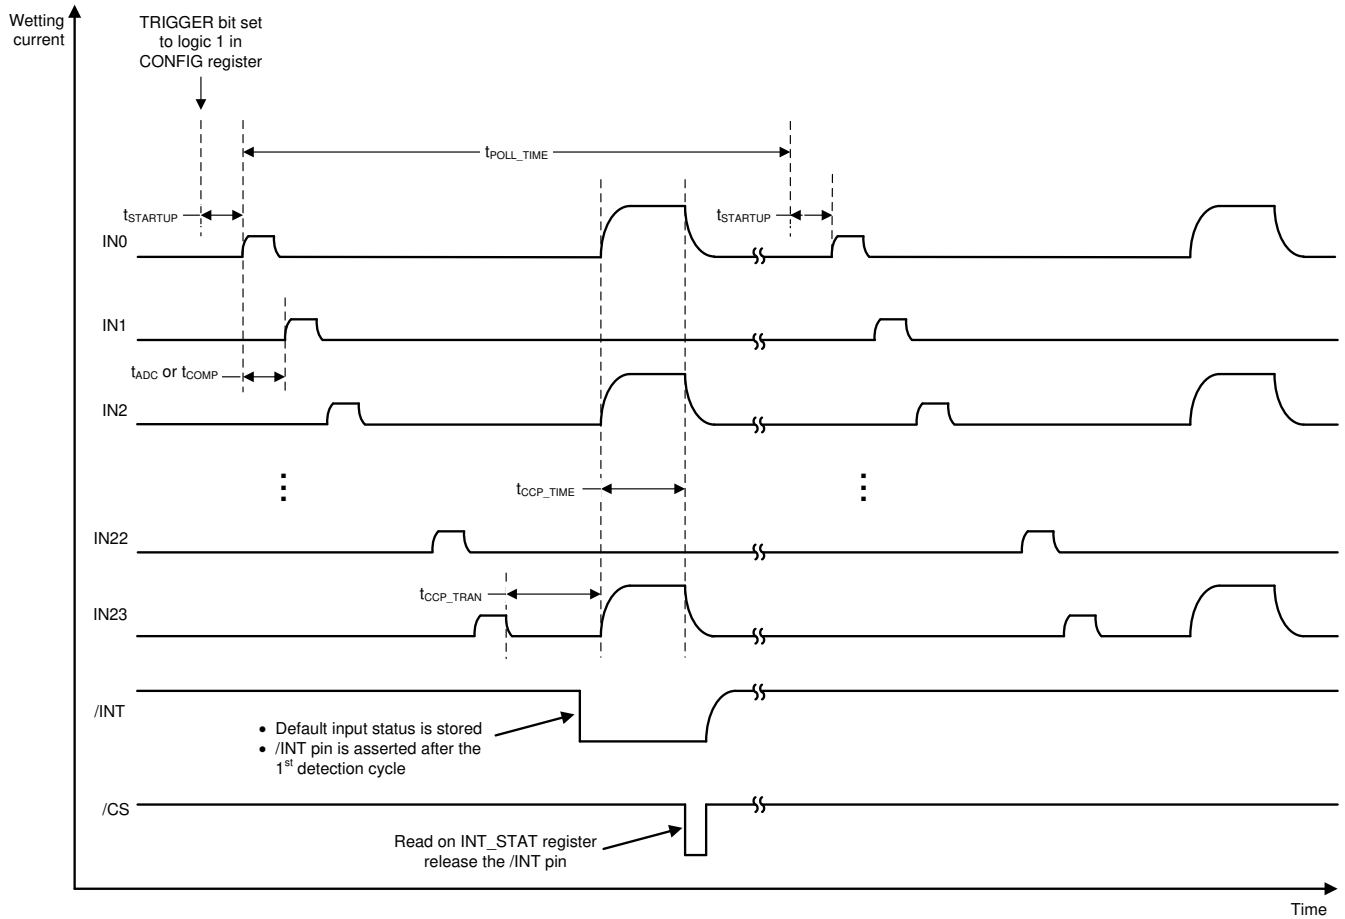 Wetting
current
TRIGGER bit set
to logic 1 in
CONFIG register
tPOLL_TIME
tSTARTUP
tSTARTUP
IN0
IN1
tADC or tCOMP
IN2
tCCP_TIME
IN22
tCCP_TRAN
IN23
/INT
• Default input status is stored
• /INT pin is asserted after the
1st detection cycle
/CS
Read on INT_STAT register
release the /INT pin
Time